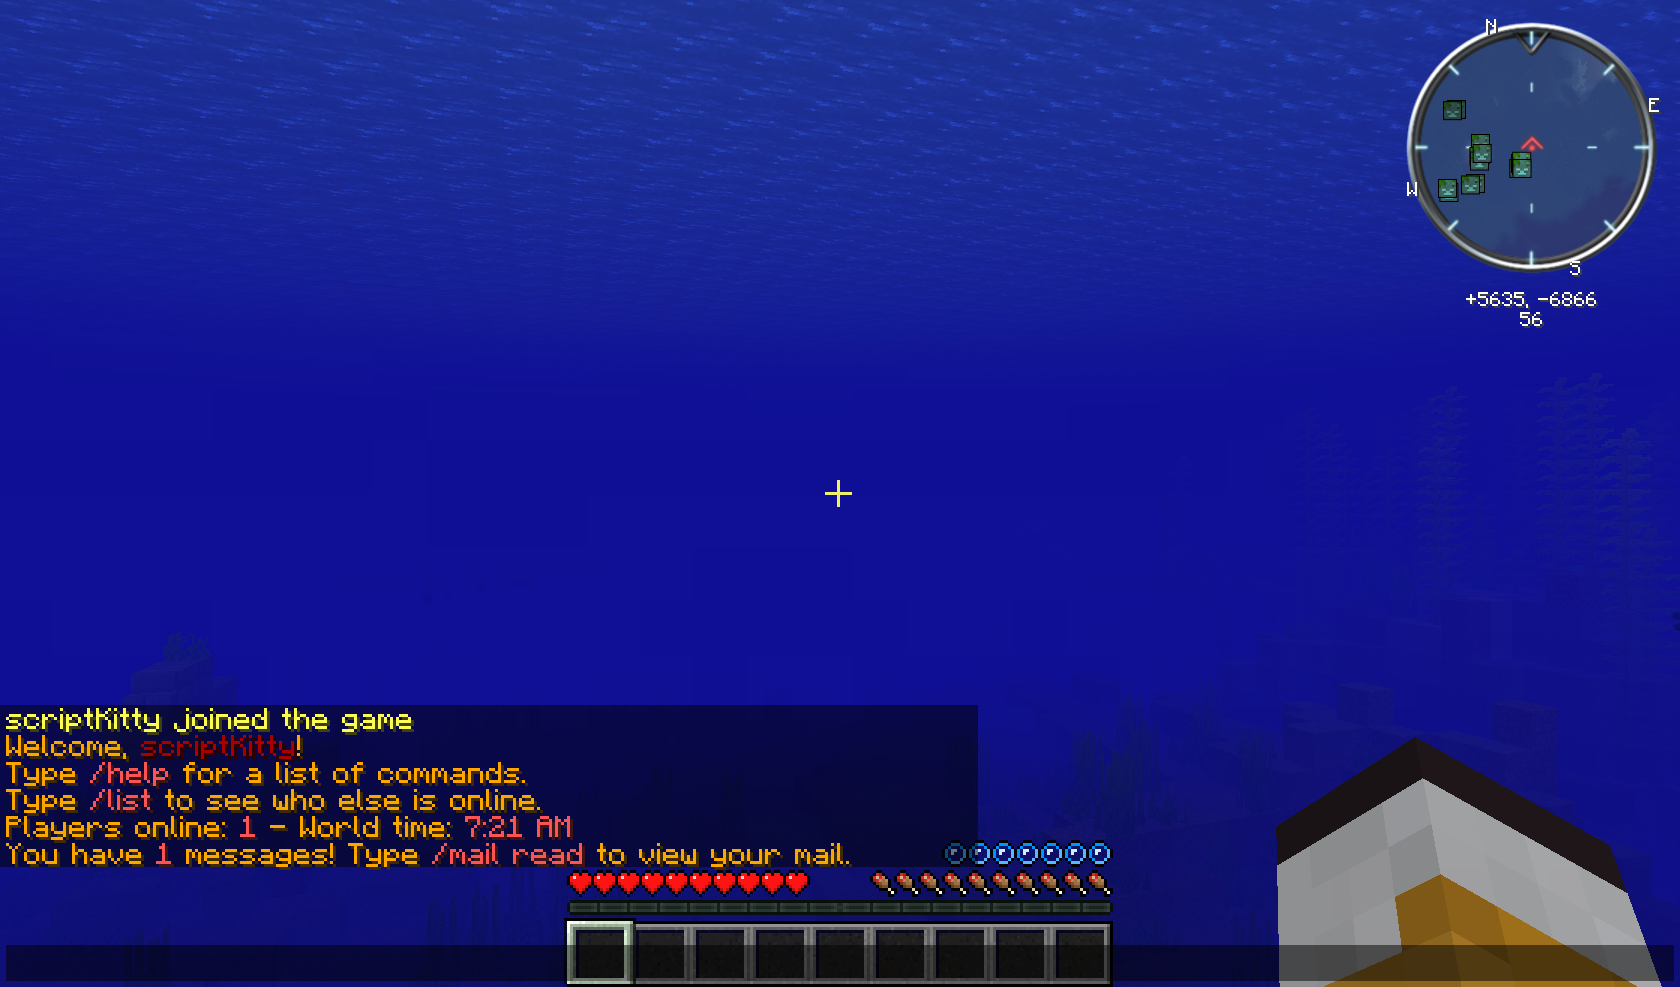 N
E
W
S
+5635, -6866
56
scriptKitty joined the game
Welcome, scriptKitty!
Type /help for a list of commands.
Type /list to see who else is online.
Players online: 1 - World time: 7:21 AM
You have 1 messages! Type /mail read to view your mail.